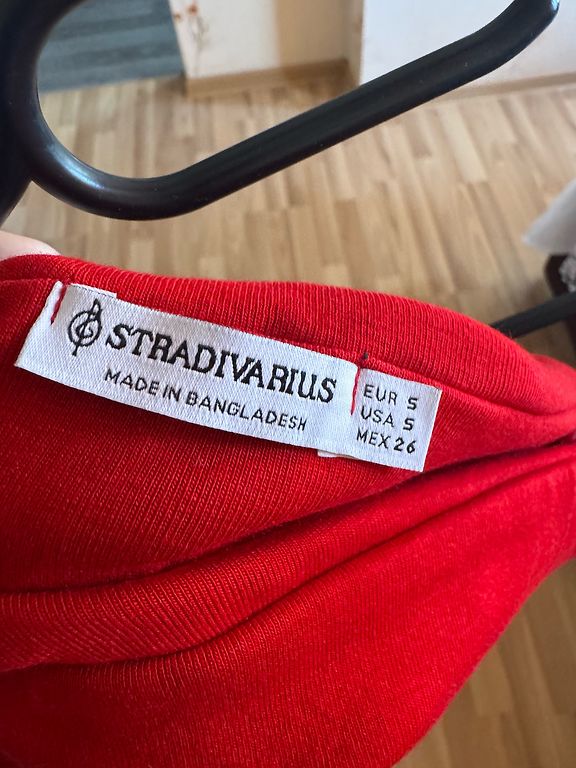 STRADIVARIUS
MADE IN BANGLADESH
EUR S
USA S
MEX 26